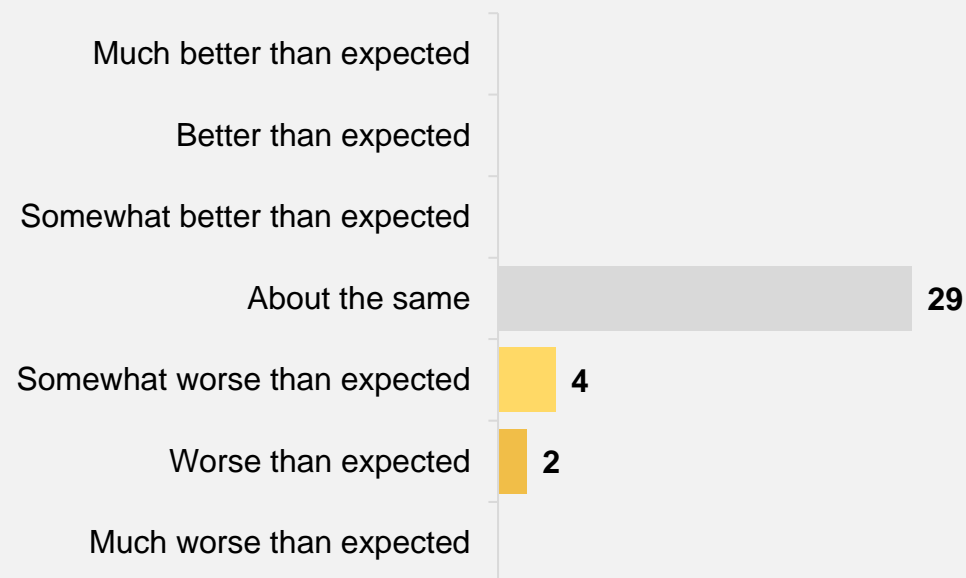 Much better than expected
Better than expected
Somewhat better than expected
About the same 29
Somewhat worse than expected 4
Worse than expected 2
Much worse than expected